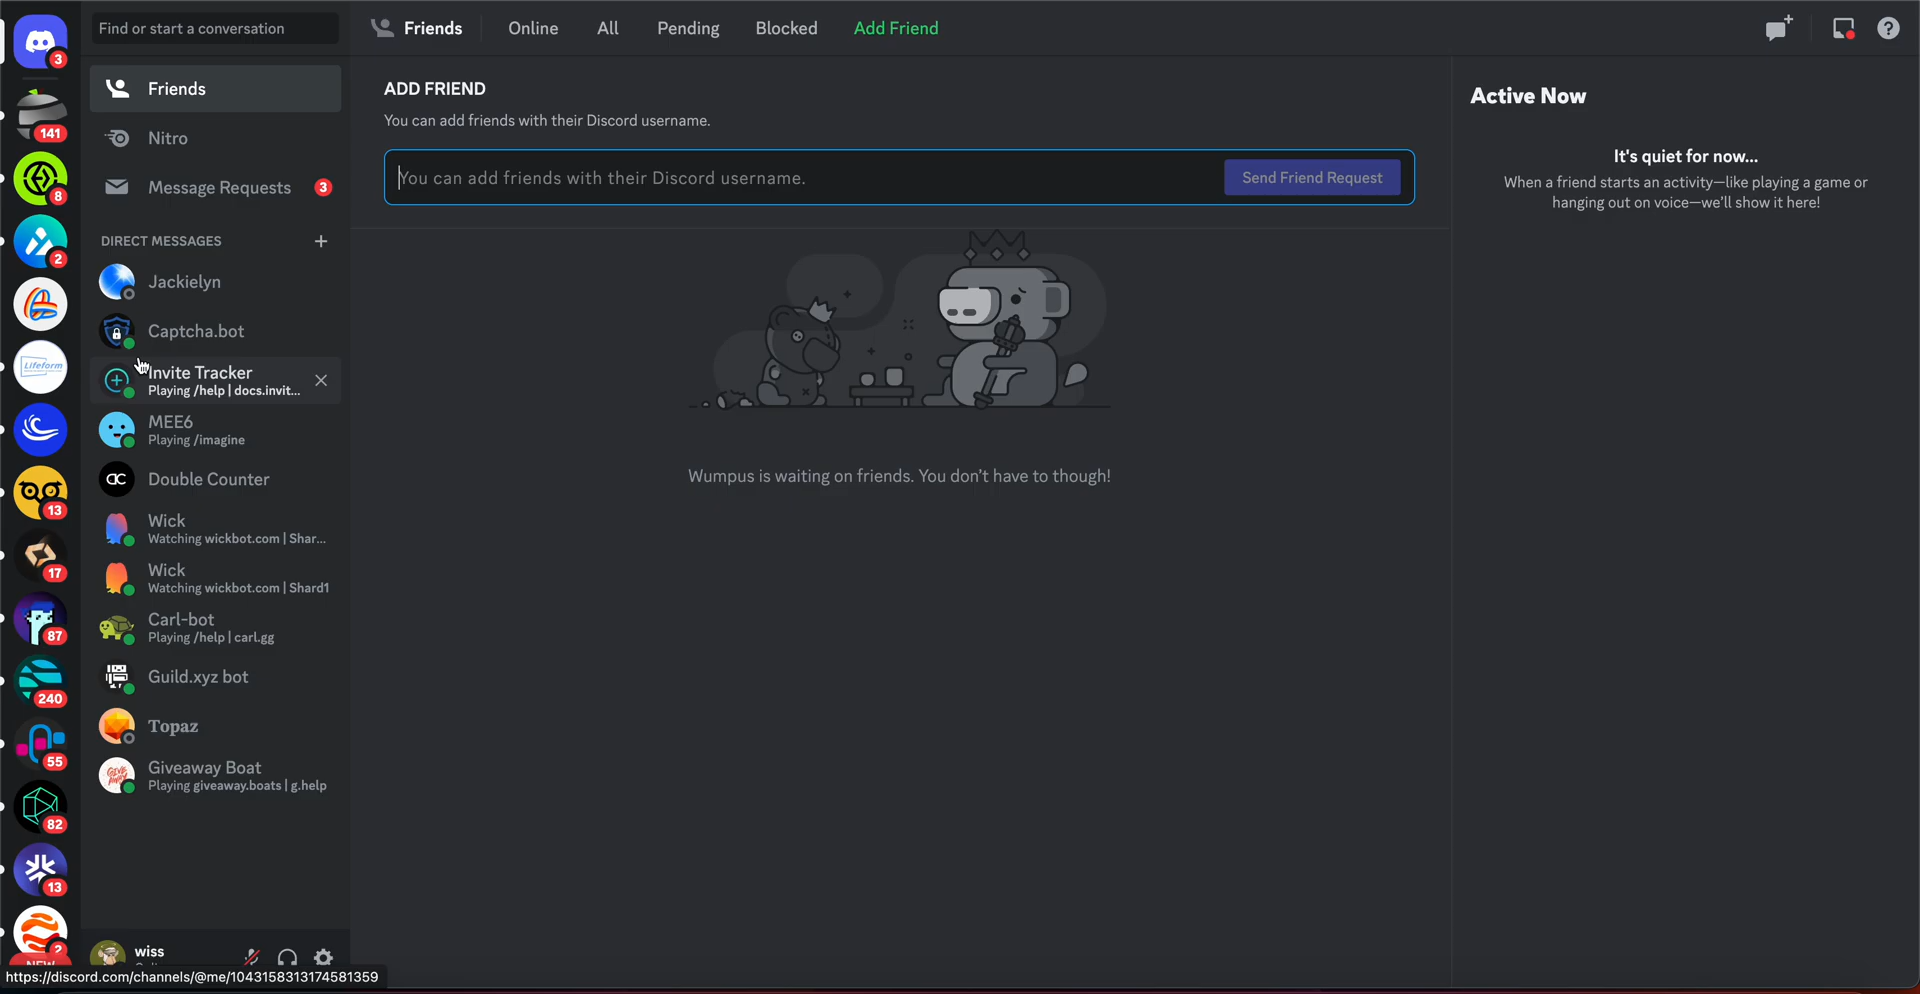 3
141
8
2
Lifeform
13
17
87
240
55
82
13
2
NEW
Find or start a conversation
Friends
Nitro
Message Requests 3
DIRECT MESSAGES +
Jackielyn
Captcha.bot
Invite Tracker
Playing /help | docs.invit...
MEE6
Playing /imagine
Double Counter
Wick
Watching wickbot.com | Shar...
Wick
Watching wickbot.com | Shard1
Carl-bot
Playing /help | carl.gg
Guild.xyz bot
Topaz
Giveaway Boat
Playing giveaway.boats | g.help
wiss
https://discord.com/channels/@me/1043158313174581359
Friends Online All Pending Blocked Add Friend
ADD FRIEND
You can add friends with their Discord username.
You can add friends with their Discord username. Send Friend Request
Wumpus is waiting on friends. You don't have to though!
Active Now
It's quiet for now...
When a friend starts an activity—like playing a game or
hanging out on voice—we'll show it here!